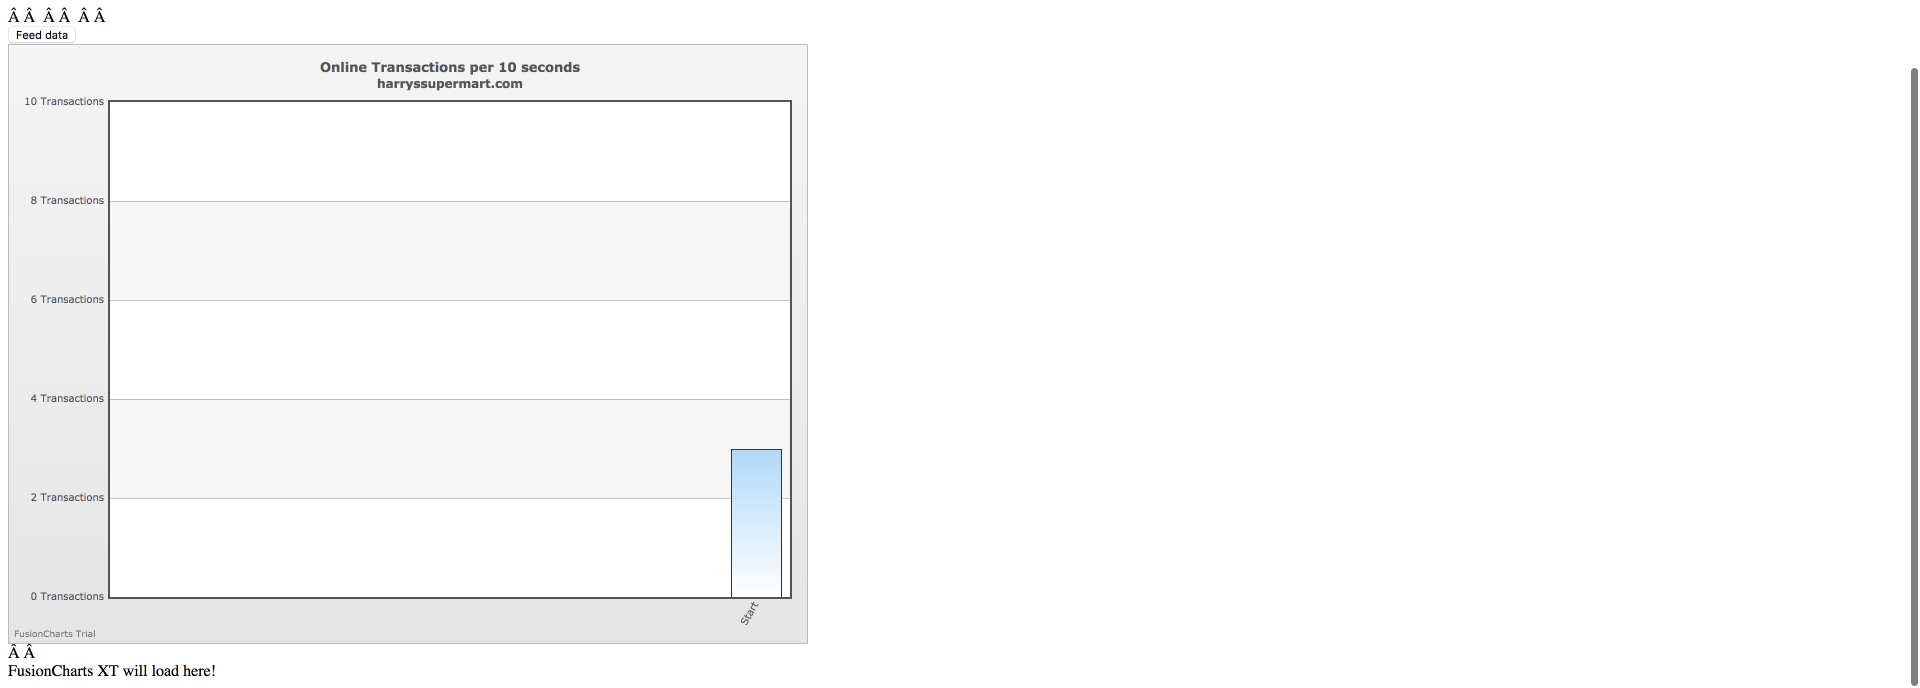 Â Â  Â Â  Â Â
Feed data
Online Transactions per 10 seconds
harryssupermart.com
10 Transactions
8 Transactions
6 Transactions
4 Transactions
2 Transactions
0 Transactions
Start
FusionCharts Trial
Â Â
FusionCharts XT will load here!